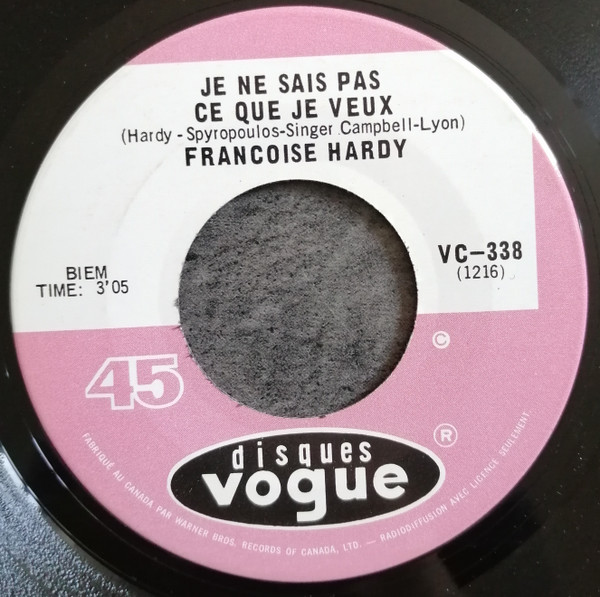 JE NE SAIS PAS
CE QUE JE VEUX
(Hardy - Spyropoulos-Singer Campbell-Lyon)
FRANCOISE HARDY
VC-338
(1216)
BIEM
TIME: 3'05
©
45
®
disques
vogue
FABRIQUÉ AU CANADA PAR WARNER BROS. RECORDS OF CANADA, LTD. — RADIODIFFUSION AVEC LICENCE SEULEMENT.